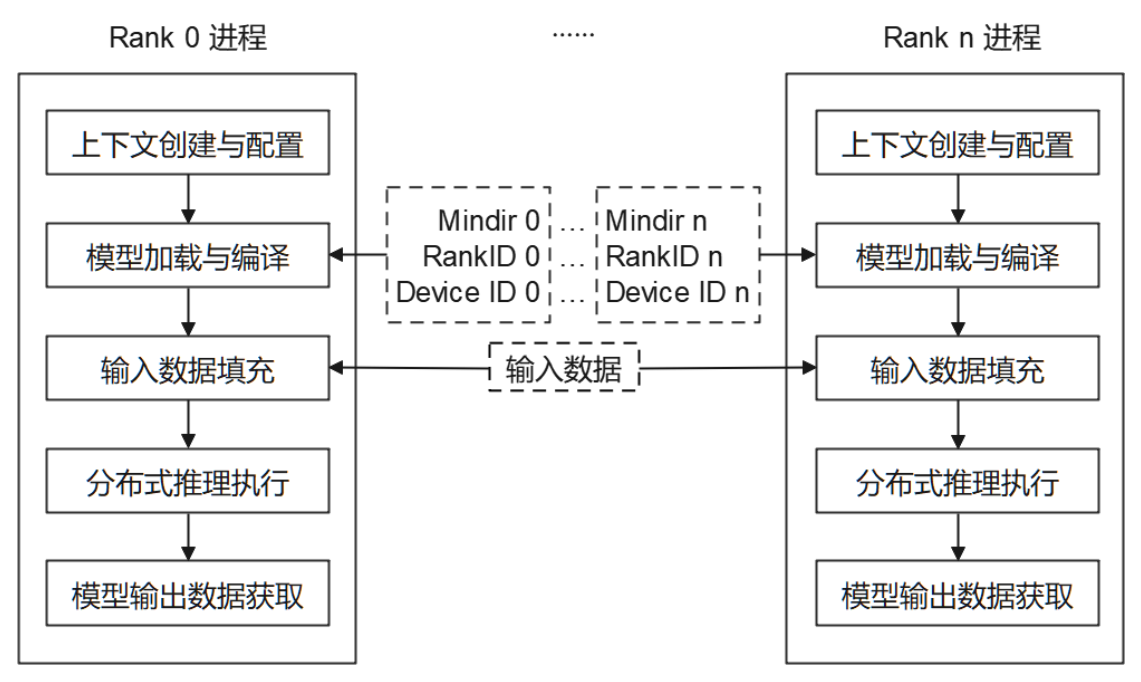 Rank 0 进程
……
Rank n 进程
上下文创建与配置
上下文创建与配置
模型加载与编译
Mindir 0 … Mindir n
RankID 0 … RankID n
Device ID 0 … Device ID n
模型加载与编译
输入数据填充
输入数据
输入数据填充
分布式推理执行
分布式推理执行
模型输出数据获取
模型输出数据获取